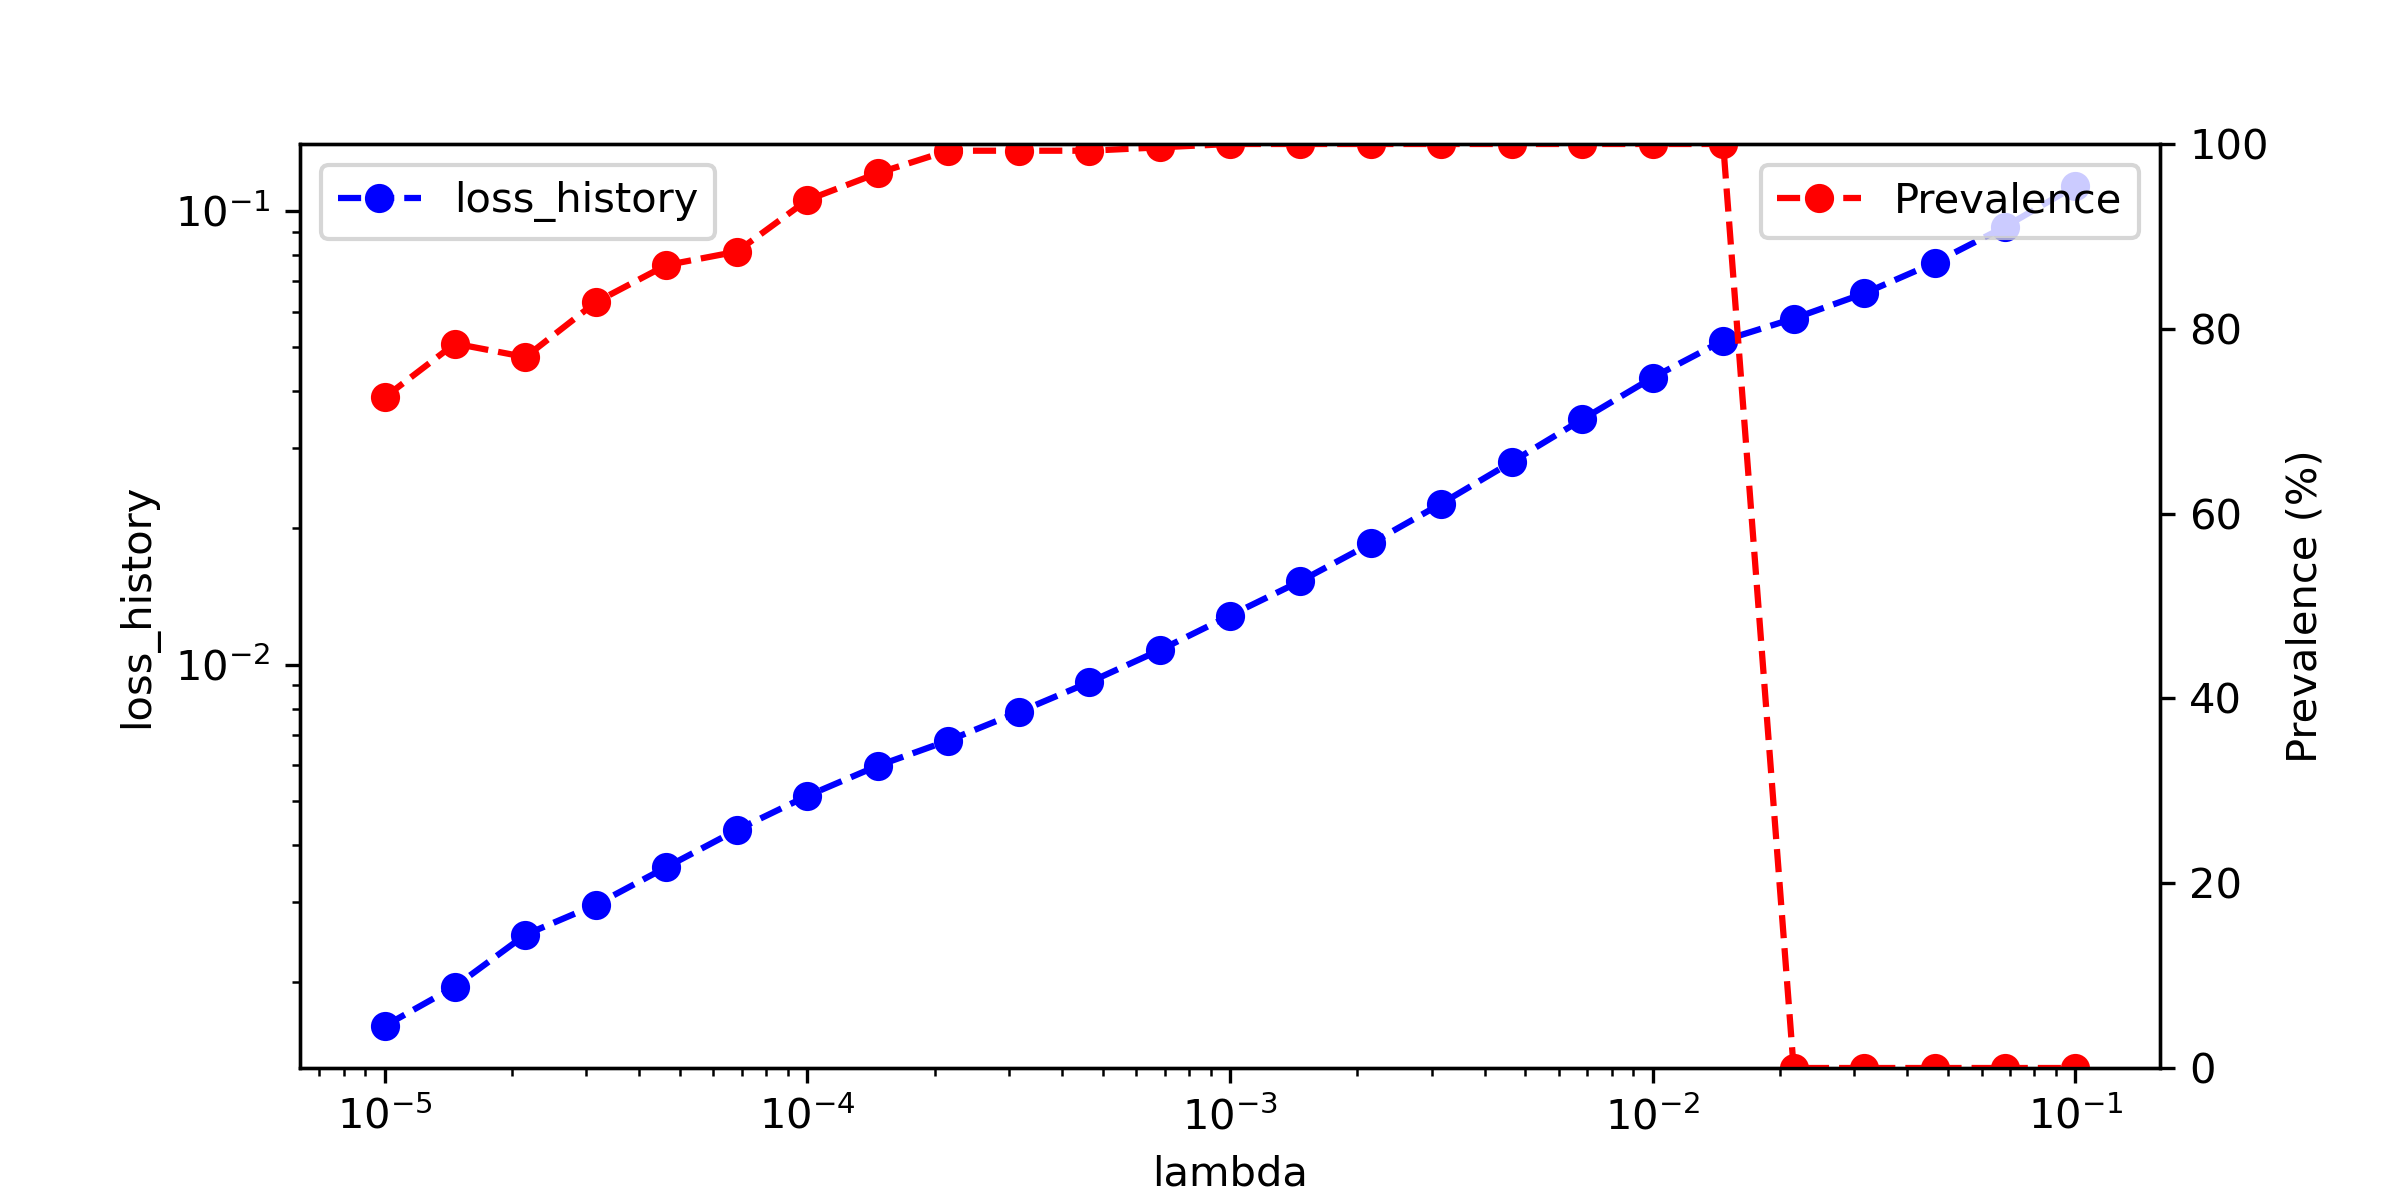 loss_history
Prevalence
10⁻¹
10⁻²
loss_history
100
80
60
40
20
0
Prevalence (%)
10⁻⁵
10⁻⁴
10⁻³
10⁻²
10⁻¹
lambda